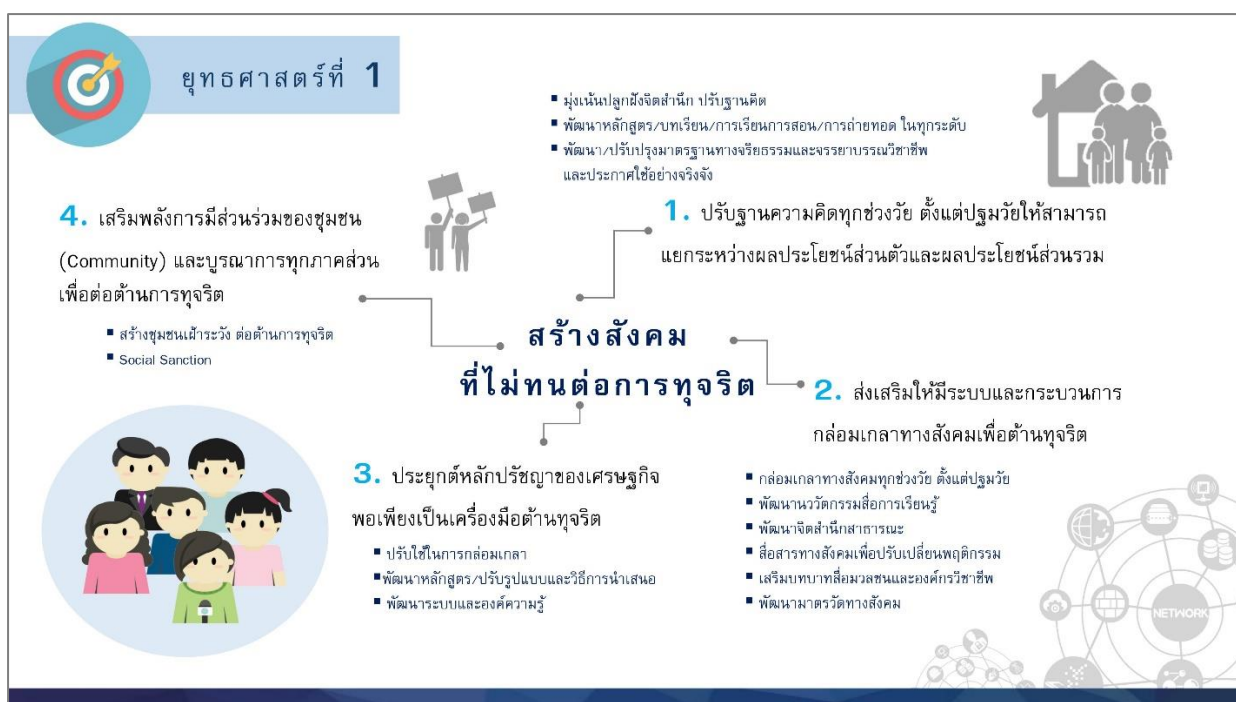 ยุทธศาสตร์ที่ 1
▪ มุ่งเน้นปลูกฝังจิตสำนึก ปรับฐานคิด
▪ พัฒนาหลักสูตร/บทเรียน/การเรียนการสอน/การถ่ายทอด ในทุกระดับ
▪ พัฒนา/ปรับปรุงมาตรฐานทางจริยธรรมและจรรยาบรรณวิชาชีพ
และประกาศใช้อย่างจริงจัง
1. ปรับฐานความคิดทุกช่วงวัย ตั้งแต่ปฐมวัยให้สามารถ
แยกระหว่างผลประโยชน์ส่วนตัวและผลประโยชน์ส่วนรวม
4. เสริมพลังการมีส่วนร่วมของชุมชน
(Community) และบูรณาการทุกภาคส่วน
เพื่อต่อต้านการทุจริต
▪ สร้างชุมชนเฝ้าระวัง ต่อต้านการทุจริต
▪ Social Sanction
สร้างสังคม
ที่ไม่ทนต่อการทุจริต
2. ส่งเสริมให้มีระบบและกระบวนการ
กล่อมเกลาทางสังคมเพื่อต้านทุจริต
▪ กล่อมเกลาทางสังคมทุกช่วงวัย ตั้งแต่ปฐมวัย
▪ พัฒนานวัตกรรมสื่อการเรียนรู้
▪ พัฒนาจิตสำนึกสาธารณะ
▪ สื่อสารทางสังคมเพื่อปรับเปลี่ยนพฤติกรรม
▪ เสริมบทบาทสื่อมวลชนและองค์กรวิชาชีพ
▪ พัฒนามาตรวัดทางสังคม
3. ประยุกต์หลักปรัชญาของเศรษฐกิจ
พอเพียงเป็นเครื่องมือต้านทุจริต
▪ ปรับใช้ในการกล่อมเกลา
▪พัฒนาหลักสูตร/ปรับรูปแบบและวิธีการนำเสนอ
▪ พัฒนาระบบและองค์ความรู้
NETWORK